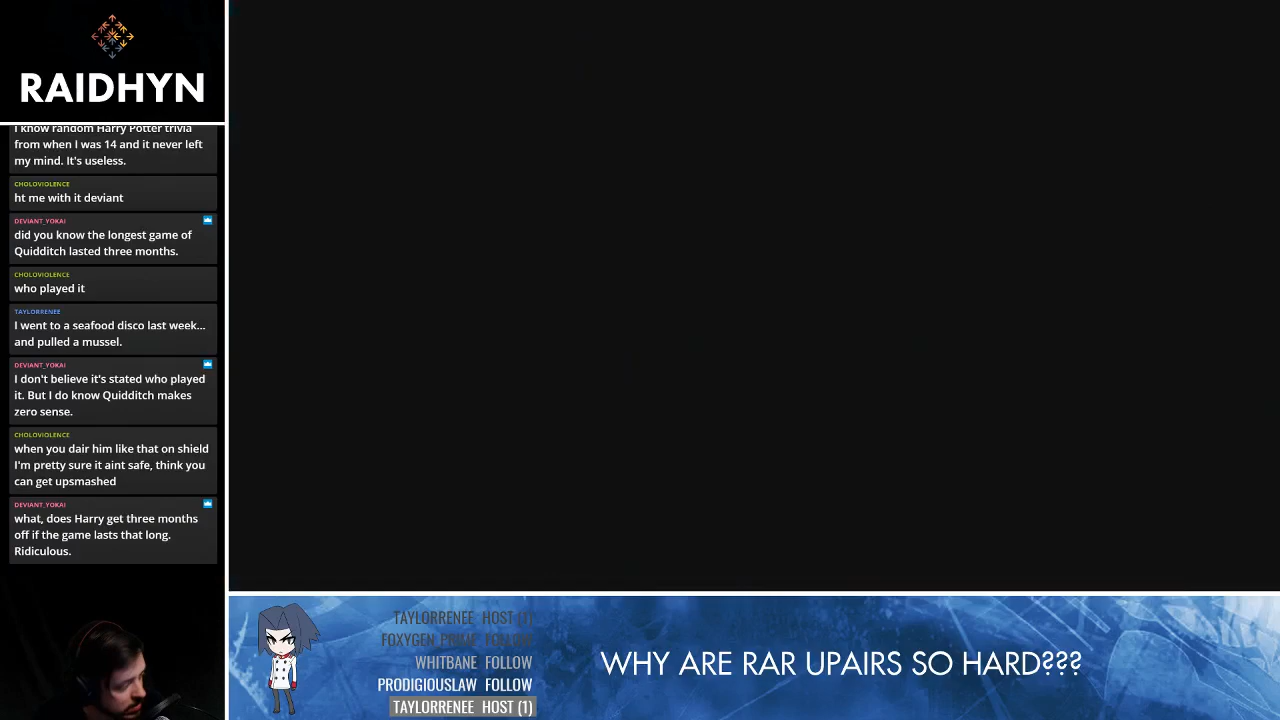 RAIDHYN
I know random Harry Potter trivia
from when I was 14 and it never left
my mind. It's useless.
CHOLOVIOLENCE
ht me with it deviant
DEVIANT_YOKAI
did you know the longest game of
Quidditch lasted three months.
CHOLOVIOLENCE
who played it
TAYLORRENEE
I went to a seafood disco last week...
and pulled a mussel.
DEVIANT_YOKAI
I don't believe it's stated who played
it. But I do know Quidditch makes
zero sense.
CHOLOVIOLENCE
when you dair him like that on shield
I'm pretty sure it aint safe, think you
can get upsmashed
DEVIANT_YOKAI
what, does Harry get three months
off if the game lasts that long.
Ridiculous.
TAYLORRENEE HOST (1)
FOXYGEN_PRIME FOLLOW
WHITBANE FOLLOW
PRODIGIOUSLAW FOLLOW
TAYLORRENEE HOST (1)
WHY ARE RAR UPAIRS SO HARD???